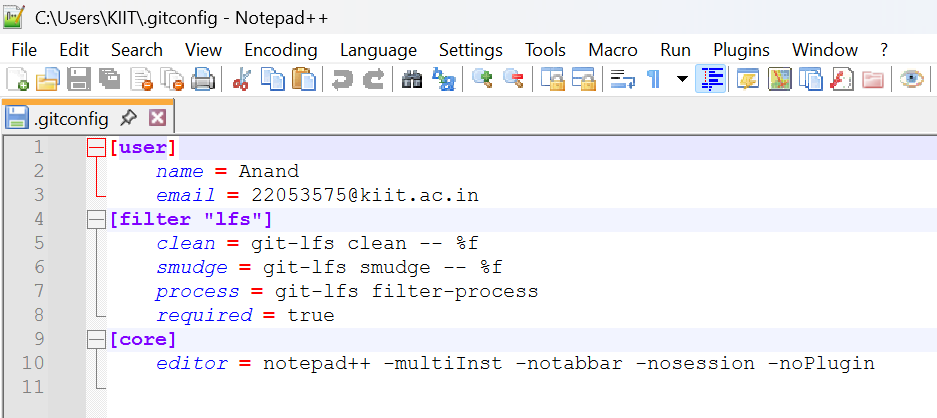 C:\Users\KIIT\.gitconfig - Notepad++
File Edit Search View Encoding Language Settings Tools Macro Run Plugins Window ?
.gitconfig
1 [user]
2 name = Anand
3 email = 22053575@kiit.ac.in
4 [filter "lfs"]
5 clean = git-lfs clean -- %f
6 smudge = git-lfs smudge -- %f
7 process = git-lfs filter-process
8 required = true
9 [core]
10 editor = notepad++ -multiInst -notabbar -nosession -noPlugin
11